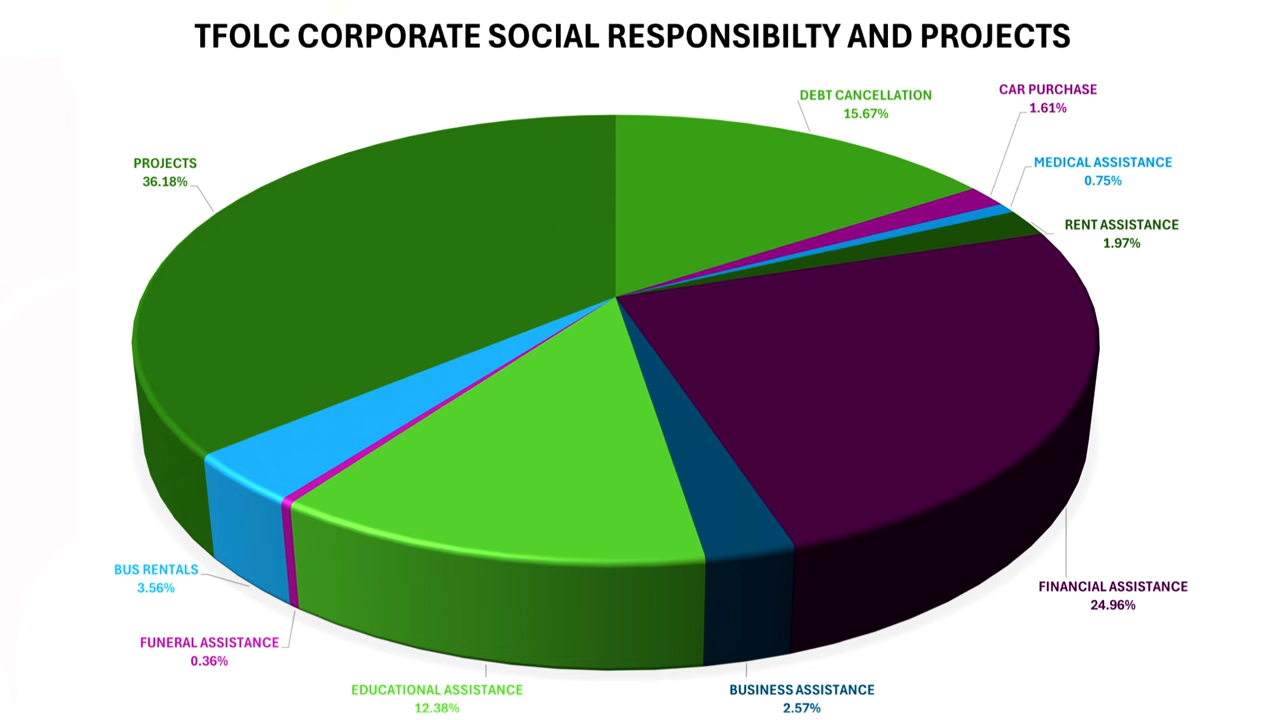 TFOLC CORPORATE SOCIAL RESPONSIBILTY AND PROJECTS
DEBT CANCELLATION
15.67%
CAR PURCHASE
1.61%
MEDICAL ASSISTANCE
0.75%
RENT ASSISTANCE
1.97%
FINANCIAL ASSISTANCE
24.96%
BUSINESS ASSISTANCE
2.57%
EDUCATIONAL ASSISTANCE
12.38%
FUNERAL ASSISTANCE
0.36%
BUS RENTALS
3.56%
PROJECTS
36.18%